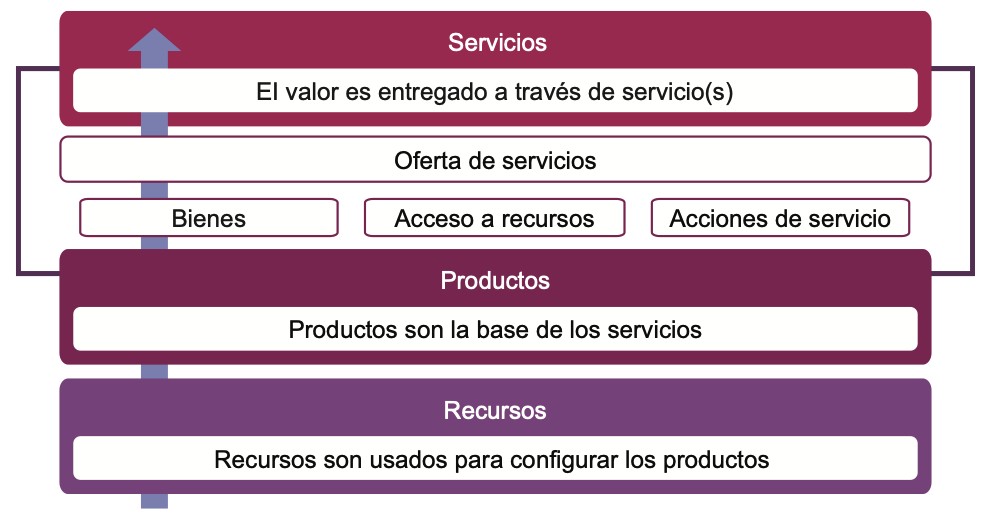 Servicios
El valor es entregado a través de servicio(s)
Oferta de servicios
Bienes
Acceso a recursos
Acciones de servicio
Productos
Productos son la base de los servicios
Recursos
Recursos son usados para configurar los productos